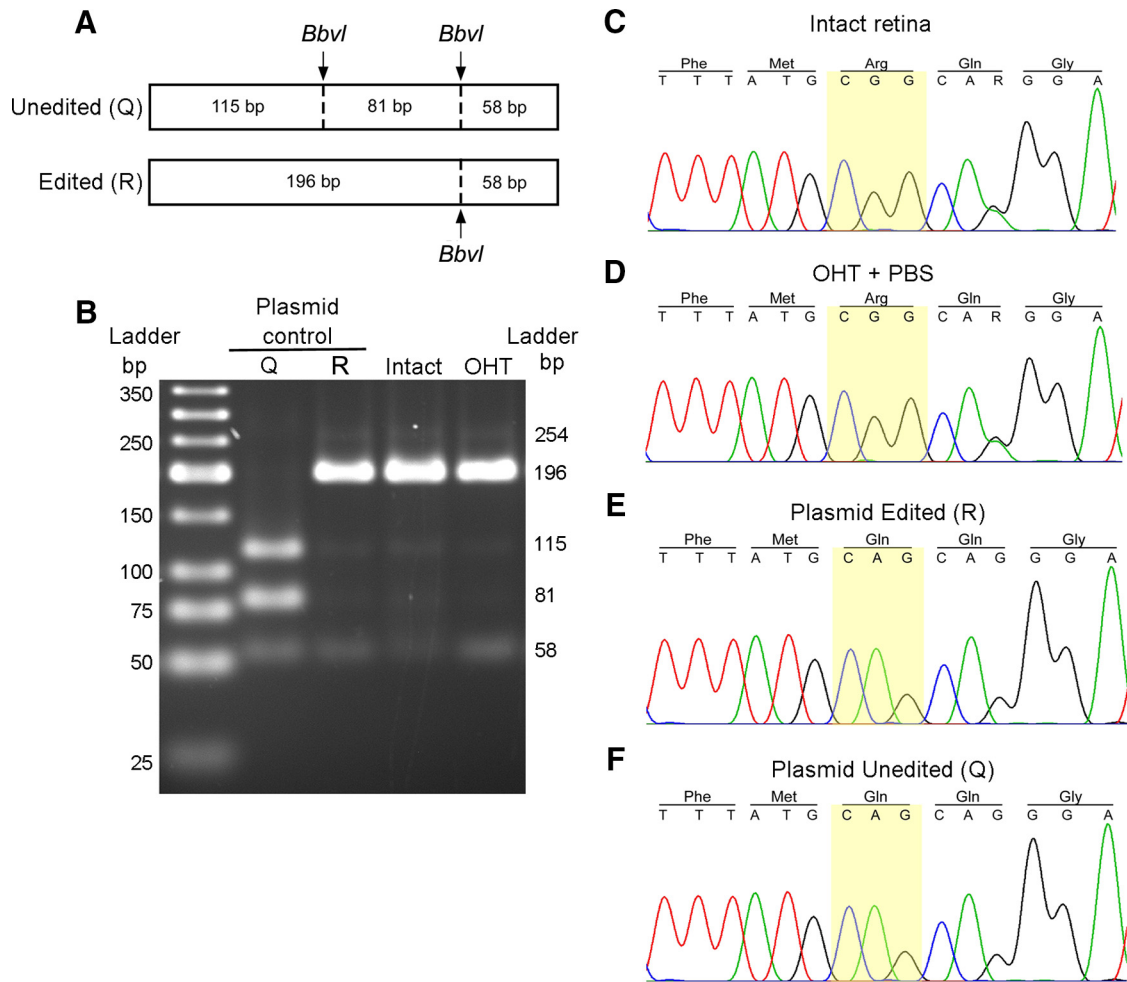 A
BbvI BbvI
Unedited (Q) 115 bp 81 bp 58 bp
Edited (R) 196 bp 58 bp
BbvI
B
Plasmid
control
Ladder
bp
Q R Intact OHT
Ladder
bp
350
250
200
150
100
75
50
25
254
196
115
81
58
C
Intact retina
Phe Met Arg Gln Gly
T T T A T G C G G C A R G G A
D
OHT + PBS
Phe Met Arg Gln Gly
T T T A T G C G G C A R G G A
E
Plasmid Edited (R)
Phe Met Gln Gln Gly
T T T A T G C A G C A G G G A
F
Plasmid Unedited (Q)
Phe Met Gln Gln Gly
T T T A T G C A G C A G G G A